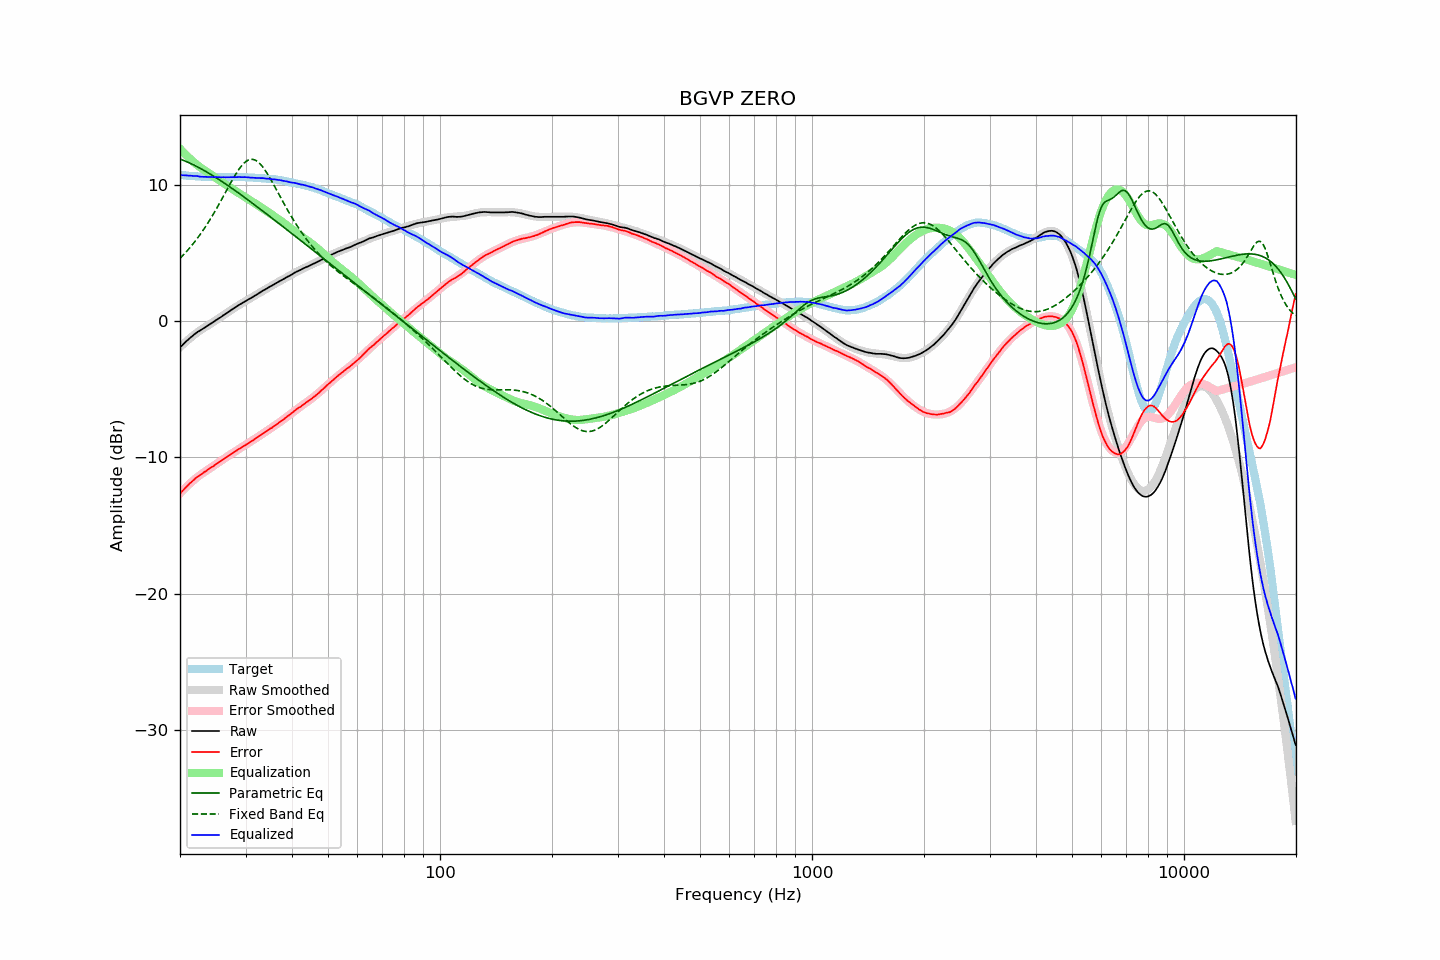 BGVP ZERO
Amplitude (dBr)
10
0
−10
−20
−30
Target
Raw Smoothed
Error Smoothed
Raw
Error
Equalization
Parametric Eq
Fixed Band Eq
Equalized
100 1000 10000
Frequency (Hz)